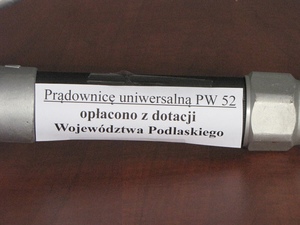 Prądownicę uniwersalną PW 52
opłacono z dotacji
Województwa Podlaskiego